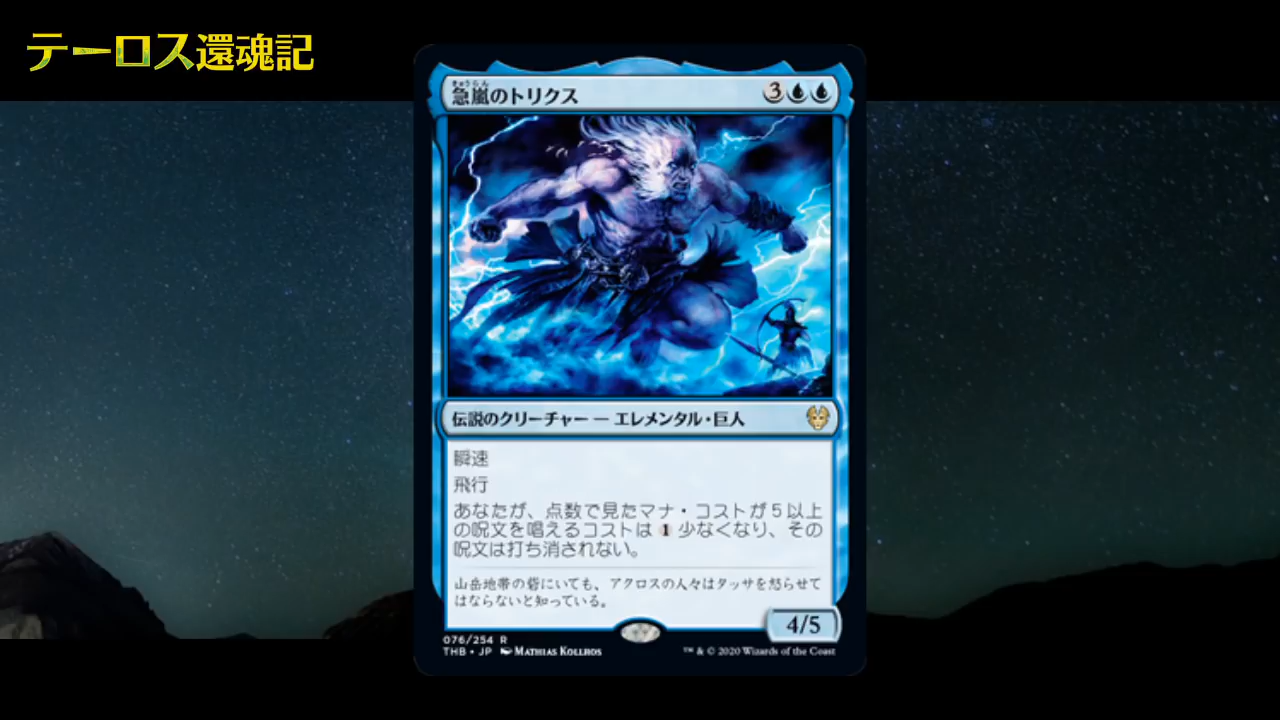 テーロス還魂記
きゅうらん
急嵐のトリクス
3
伝説のクリーチャー — エレメンタル・巨人
瞬速
飛行
あなたが、点数で見たマナ・コストが5以上
の呪文を唱えるコストは 1 少なくなり、その
呪文は打ち消されない。
山岳地帯の砦にいても、アクロスの人々はタッサを怒らせて
はならないと知っている。
4/5
076/254 R
THB • JP MATHIAS KOLLROS
™ & © 2020 Wizards of the Coast